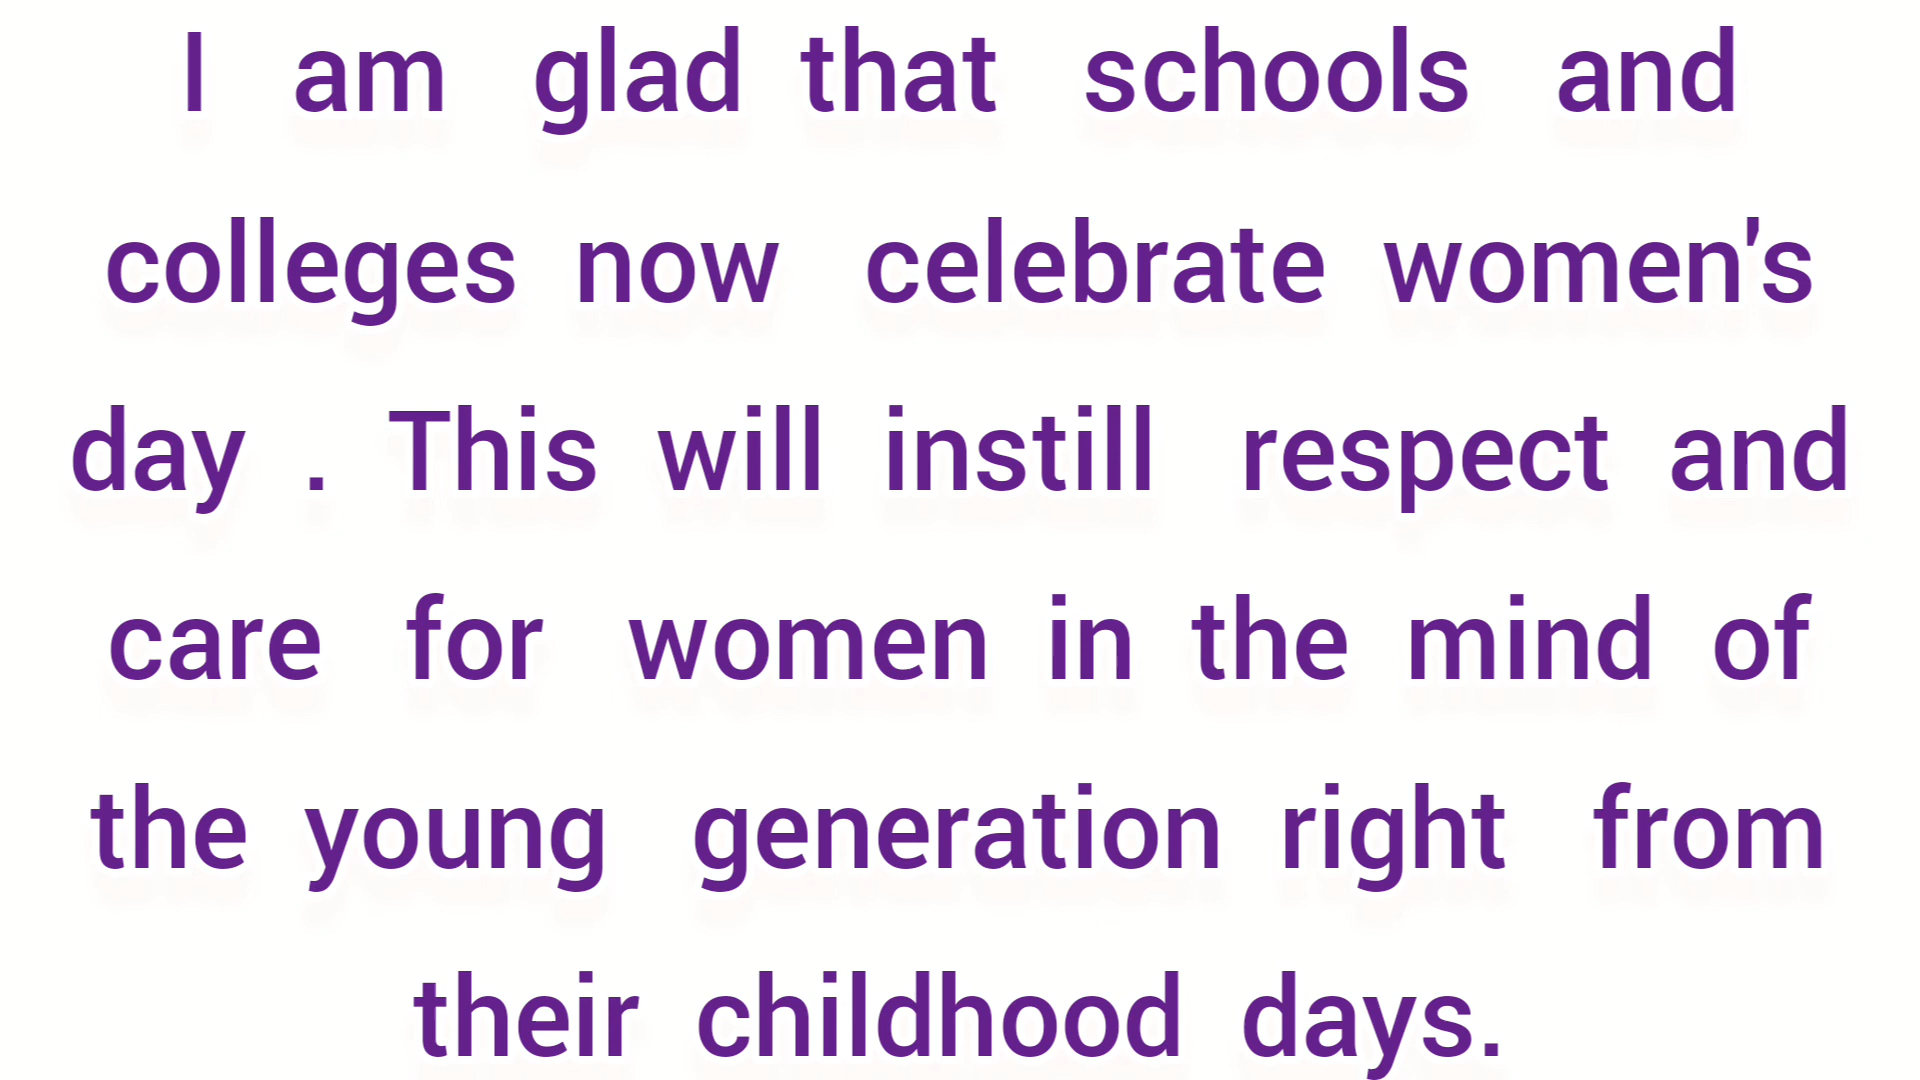 I am glad that schools and
colleges now celebrate women's
day . This will instill respect and
care for women in the mind of
the young generation right from
their childhood days.